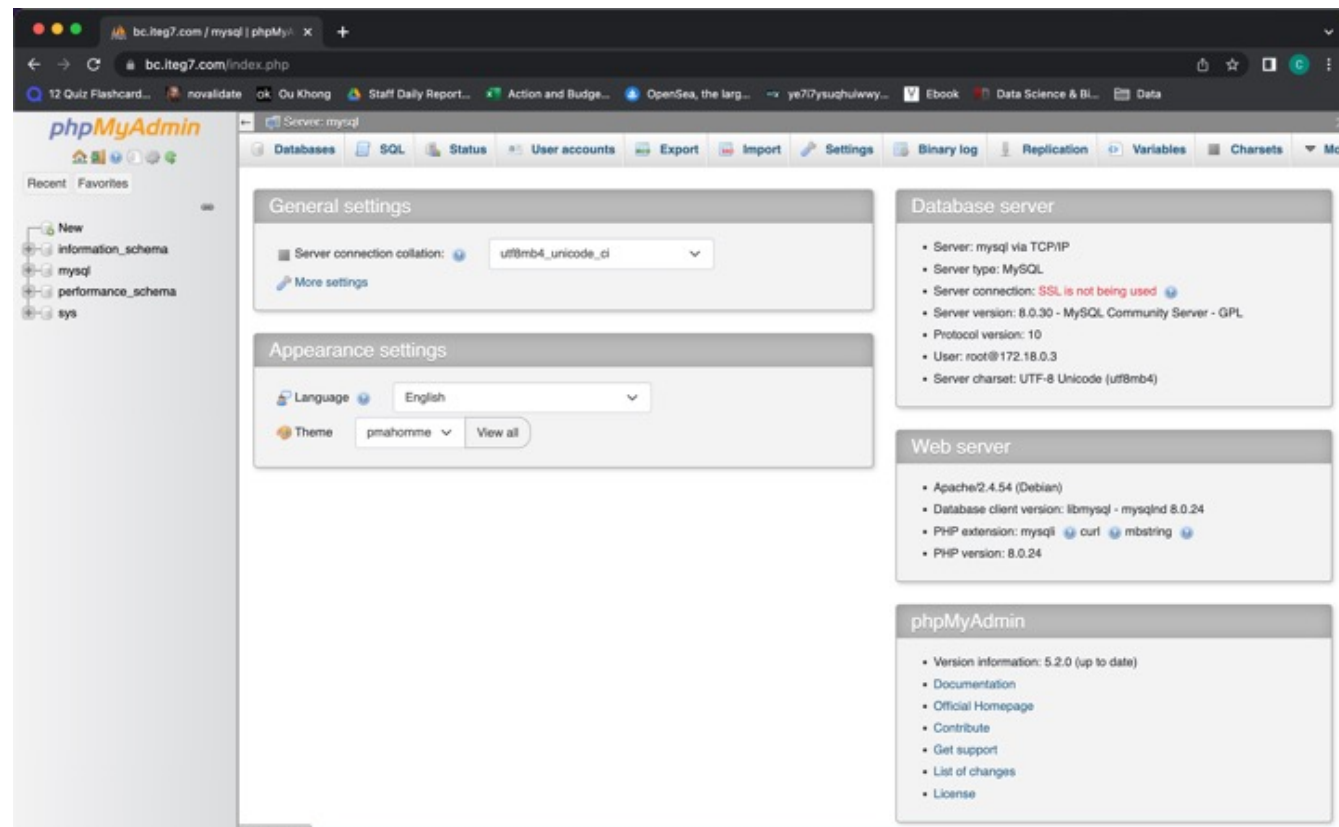 bc.iteg7.com / mysql | phpMyA
bc.iteg7.com/index.php
12 Quiz Flashcard... novalidate Ou Khong Staff Daily Report... Action and Budge... OpenSea, the larg... Ebook Data Science & Bi... Data
phpMyAdmin
Recent Favorites
New
information_schema
mysql
performance_schema
sys
Server: mysql
Databases SQL Status User accounts Export Import Settings Binary log Replication Variables Charsets Mo
General settings
Server connection collation: utf8mb4_unicode_ci
More settings
Appearance settings
Language English
Theme pmahomme View all
Database server
• Server: mysql via TCP/IP
• Server type: MySQL
• Server connection: SSL is not being used
• Server version: 8.0.30 - MySQL Community Server - GPL
• Protocol version: 10
• User: root@172.18.0.3
• Server charset: UTF-8 Unicode (utf8mb4)
Web server
• Apache/2.4.54 (Debian)
• Database client version: libmysql - mysqlnd 8.0.24
• PHP extension: mysqli curl mbstring
• PHP version: 8.0.24
phpMyAdmin
• Version information: 5.2.0 (up to date)
• Documentation
• Official Homepage
• Contribute
• Get support
• List of changes
• License